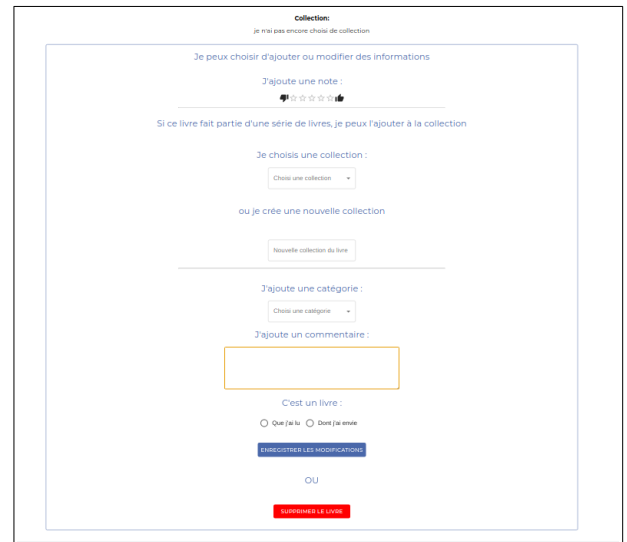 Collection:
je n'ai pas encore choisi de collection
Je peux choisir d'ajouter ou modifier des informations
J'ajoute une note :
Si ce livre fait partie d'une série de livres, je peux l'ajouter à la collection
Je choisis une collection :
Choisi une collection
ou je crée une nouvelle collection
Nouvelle collection du livre
J'ajoute une catégorie :
Choisi une catégorie
J'ajoute un commentaire :
C'est un livre :
Que j'ai lu Dont j'ai envie
ENREGISTRER LES MODIFICATIONS
OU
SUPPRIMER LE LIVRE